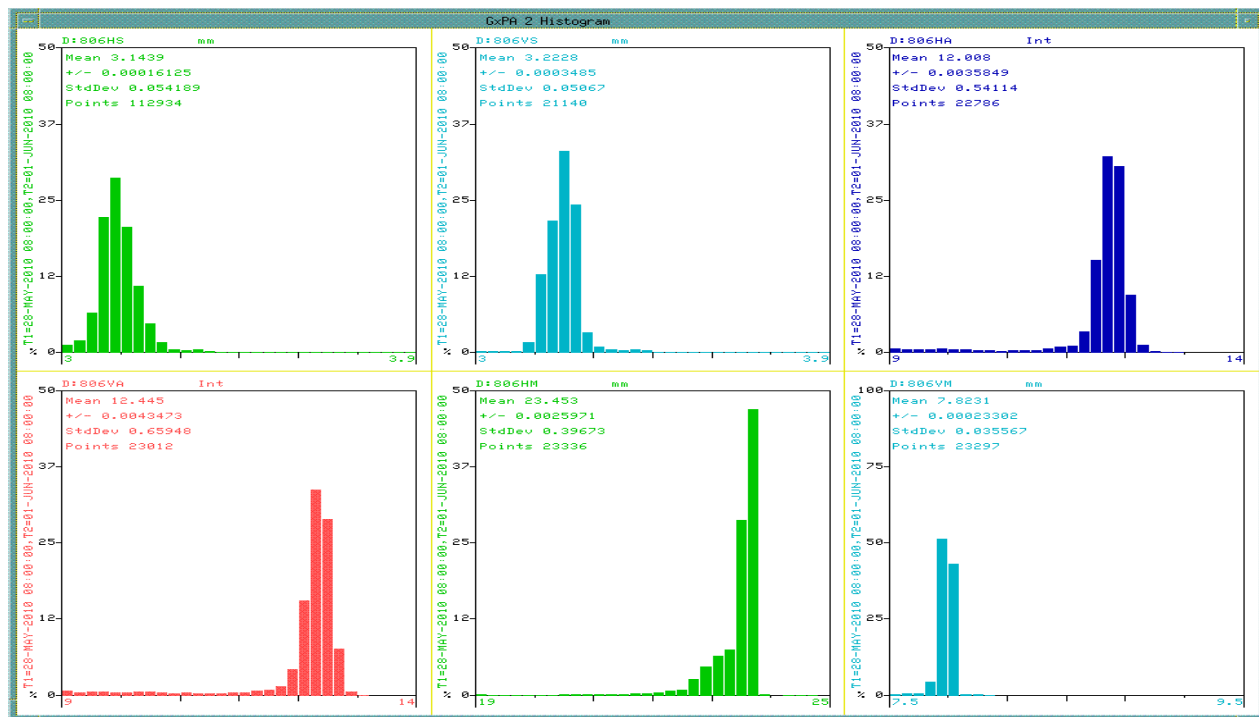 GxPA 2 Histogram
D:806HS mm
Mean 3.1439
+/- 0.00016125
StdDev 0.054189
Points 112934
50
37
25
12
% 0
3 3.9
T1=28-MAY-2010 08:00:00,T2=01-JUN-2010 08:00:00
D:806VS mm
Mean 3.2228
+/- 0.0003485
StdDev 0.05067
Points 21140
50
37
25
12
% 0
3 3.9
T1=28-MAY-2010 08:00:00,T2=01-JUN-2010 08:00:00
D:806HA Int
Mean 12.008
+/- 0.0035849
StdDev 0.54114
Points 22786
50
37
25
12
% 0
9 14
T1=28-MAY-2010 08:00:00,T2=01-JUN-2010 08:00:00
D:806VA Int
Mean 12.445
+/- 0.0043473
StdDev 0.65948
Points 23012
50
37
25
12
% 0
9 14
T1=28-MAY-2010 08:00:00,T2=01-JUN-2010 08:00:00
D:806HM mm
Mean 23.453
+/- 0.0025971
StdDev 0.39673
Points 23336
50
37
25
12
% 0
19 25
T1=28-MAY-2010 08:00:00,T2=01-JUN-2010 08:00:00
D:806VM mm
Mean 7.8231
+/- 0.00023302
StdDev 0.035567
Points 23297
100
75
50
25
% 0
7.5 9.5
T1=28-MAY-2010 08:00:00,T2=01-JUN-2010 08:00:00